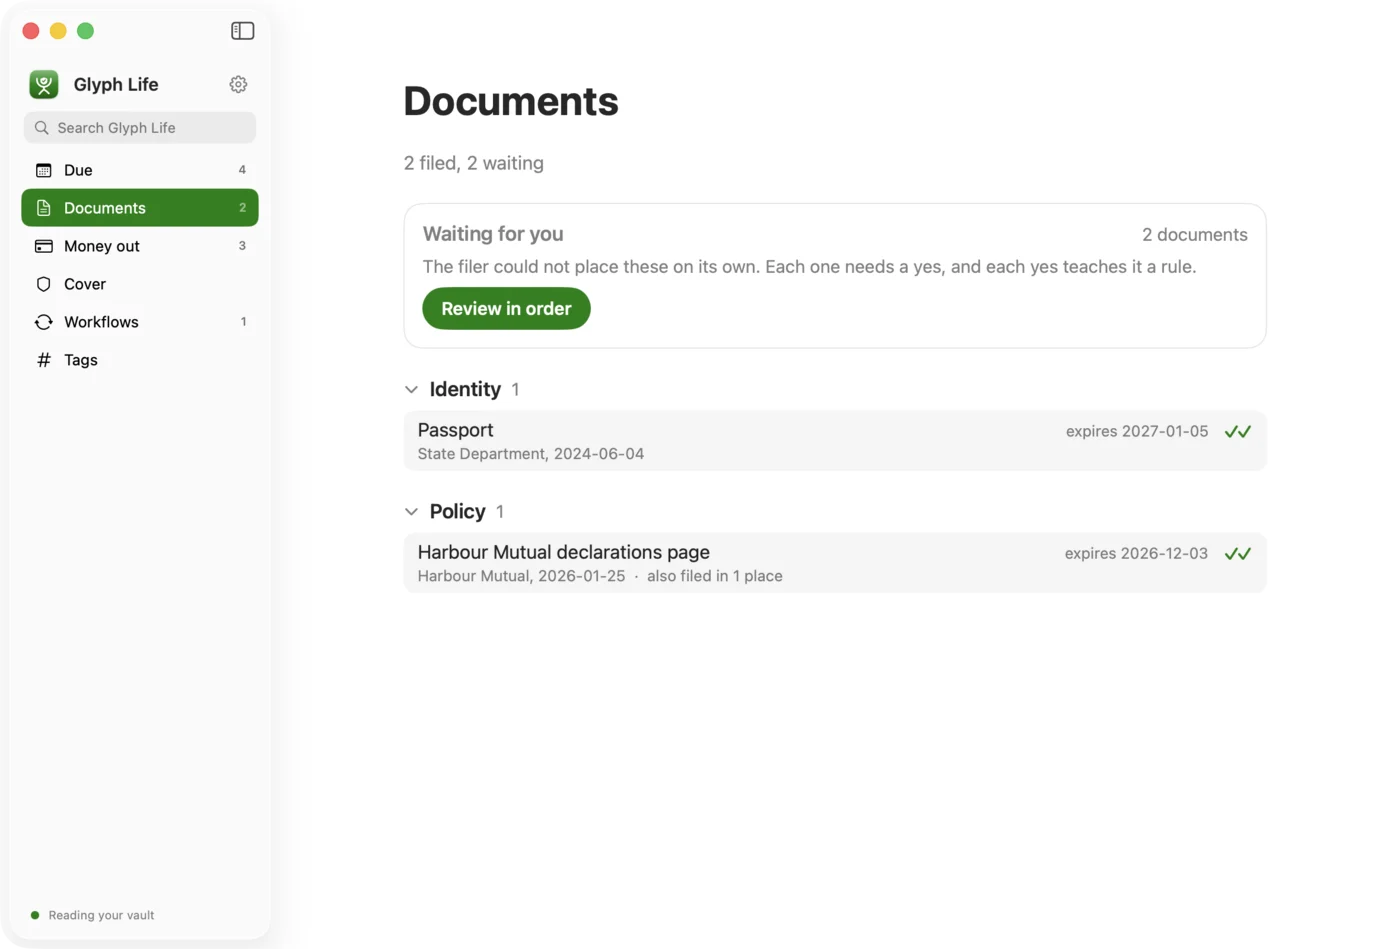 Glyph Life
Search Glyph Life
Due 4
Documents 2
Money out 3
Cover
Workflows 1
Tags
Reading your vault
Documents
2 filed, 2 waiting
Waiting for you 2 documents
The filer could not place these on its own. Each one needs a yes, and each yes teaches it a rule.
Review in order
Identity 1
Passport expires 2027-01-05
State Department, 2024-06-04
Policy 1
Harbour Mutual declarations page expires 2026-12-03
Harbour Mutual, 2026-01-25 · also filed in 1 place